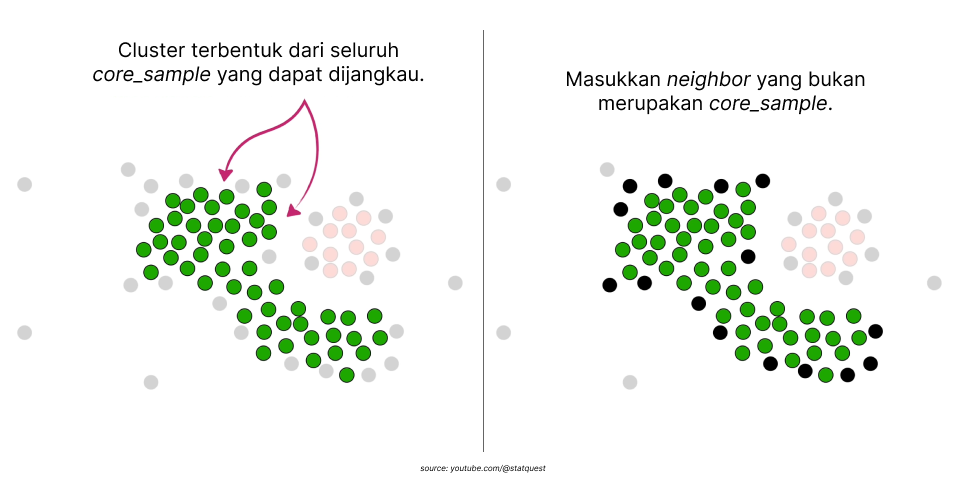 Cluster terbentuk dari seluruh
core_sample yang dapat dijangkau.
Masukkan neighbor yang bukan
merupakan core_sample.
source: youtube.com/@statquest